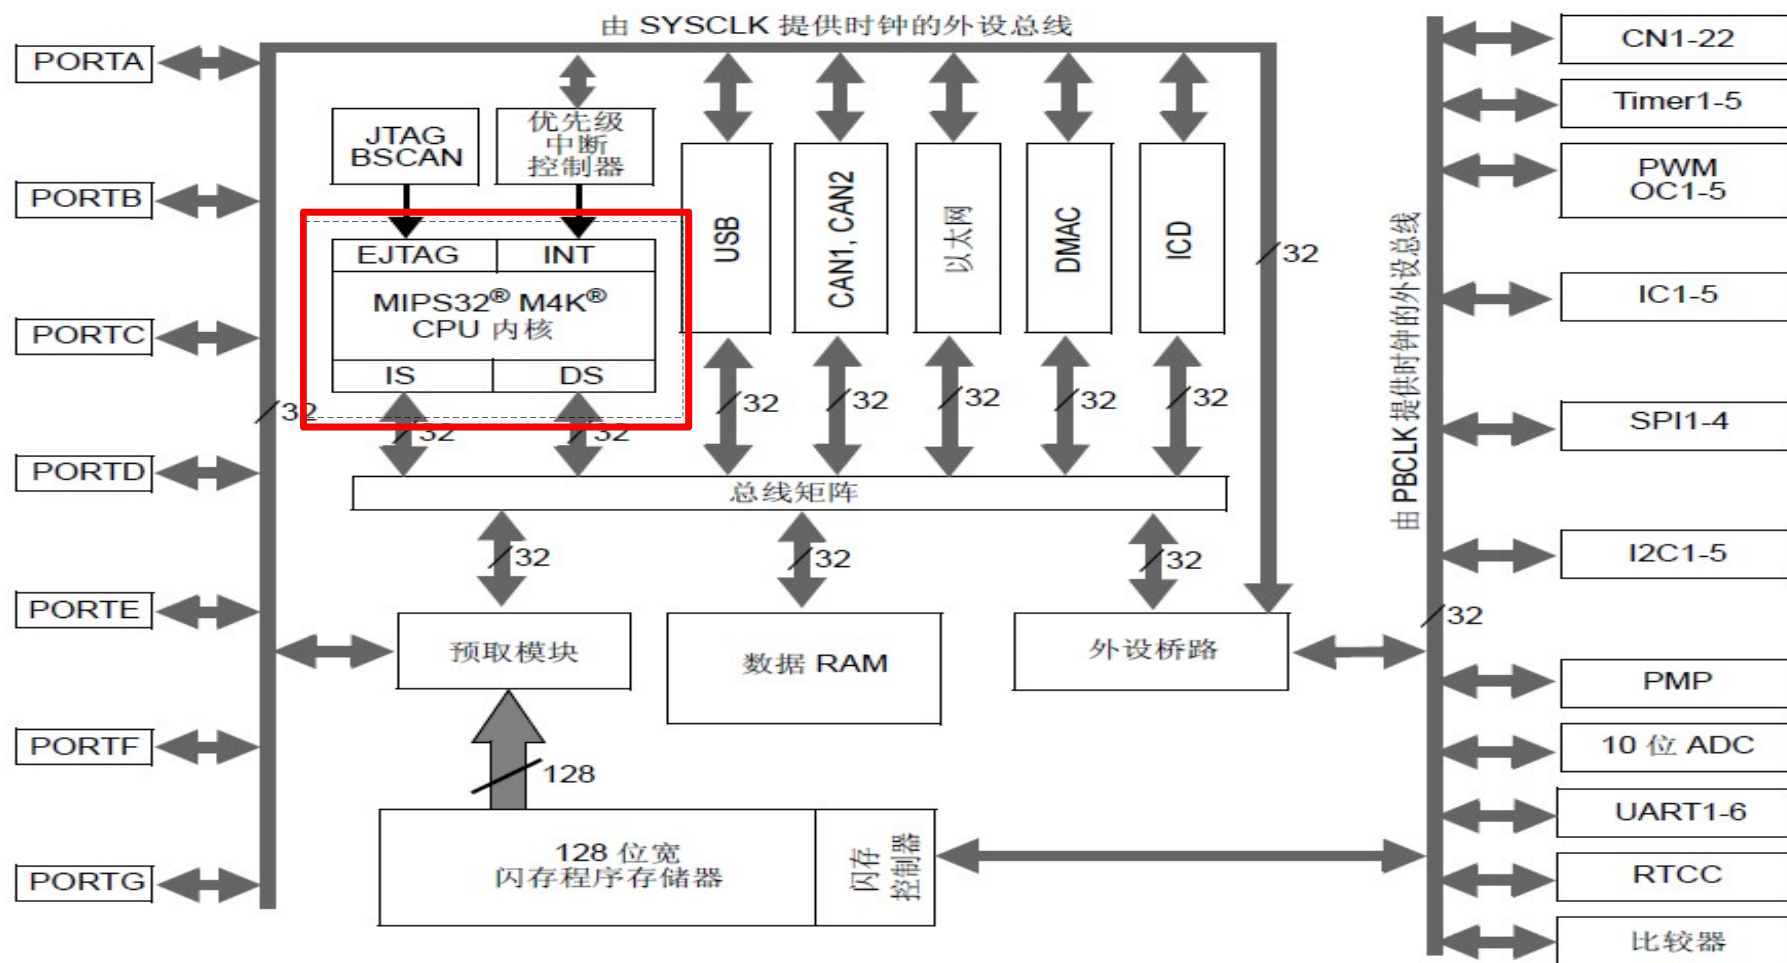 由 SYSCLK 提供时钟的外设总线
PORTA
PORTB
PORTC
PORTD
PORTE
PORTF
PORTG
32
JTAG
BSCAN
优先级
中断
控制器
EJTAG
INT
MIPS32® M4K®
CPU 内核
IS
DS
32
32
USB
CAN1, CAN2
以太网
DMAC
ICD
32
32
32
32
32
32
总线矩阵
32
32
32
预取模块
数据 RAM
外设桥路
128
128 位宽
闪存程序存储器
闪存
控制器
由 PBCLK 提供时钟的外设总线
32
CN1-22
Timer1-5
PWM
OC1-5
IC1-5
SPI1-4
I2C1-5
PMP
10 位 ADC
UART1-6
RTCC
比较器